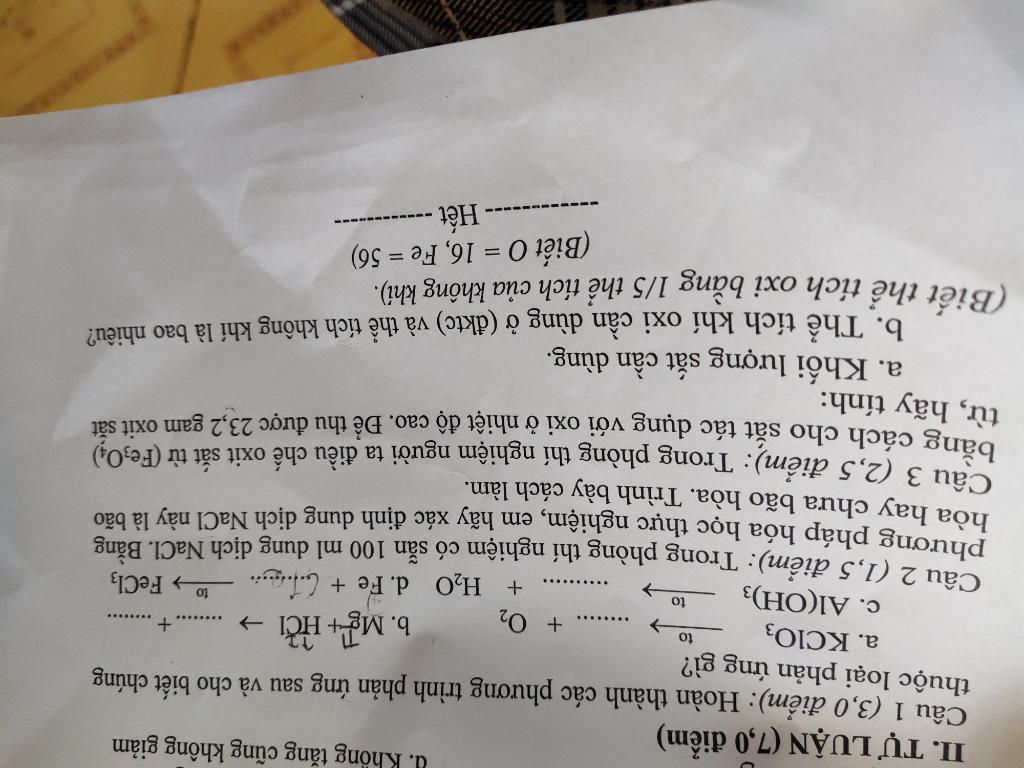 d. Không tăng cũng không giảm
II. TỰ LUẬN (7,0 điểm)
Câu 1 (3,0 điểm): Hoàn thành các phương trình phản ứng sau và cho biết chúng
thuộc loại phản ứng gì?
a. KClO₃ —to→ ........ + O₂ b. Mg + HCl → ........ + ........
c. Al(OH)₃ —to→ ........... + H₂O d. Fe + ........ —to→ FeCl₃
Câu 2 (1,5 điểm): Trong phòng thí nghiệm có sẵn 100 ml dung dịch NaCl. Bằng
phương pháp hóa học thực nghiệm, em hãy xác định dung dịch NaCl này là bão
hòa hay chưa bão hòa. Trình bày cách làm.
Câu 3 (2,5 điểm): Trong phòng thí nghiệm người ta điều chế oxit sắt từ (Fe₃O₄)
bằng cách cho sắt tác dụng với oxi ở nhiệt độ cao. Để thu được 23,2 gam oxit sắt
từ, hãy tính:
a. Khối lượng sắt cần dùng.
b. Thể tích khí oxi cần dùng ở (đktc) và thể tích không khí là bao nhiêu?
(Biết thể tích oxi bằng 1/5 thể tích của không khí).
(Biết O = 16, Fe = 56)
-------------- Hết -------------